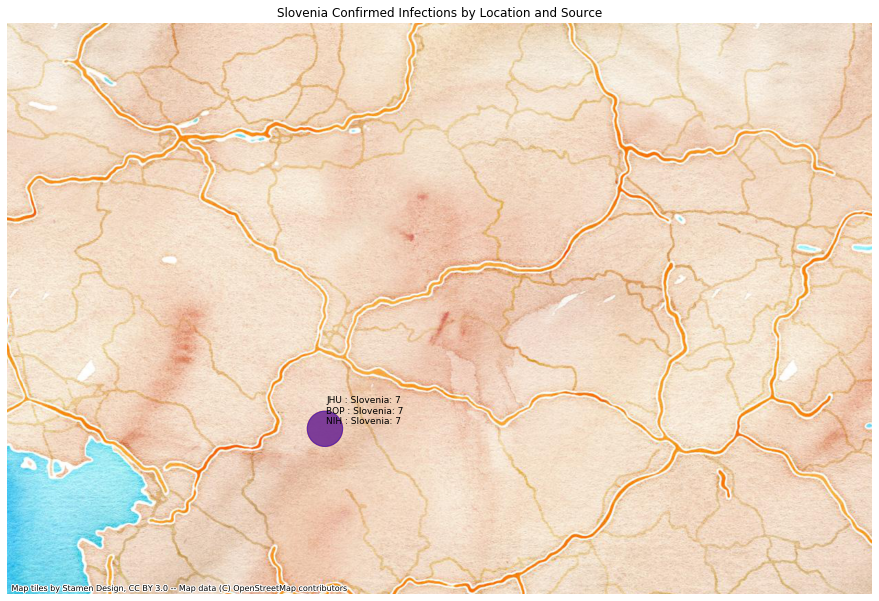 Slovenia Confirmed Infections by Location and Source
JHU : Slovenia: 7
BOP : Slovenia: 7
NIH : Slovenia: 7
Map tiles by Stamen Design, CC BY 3.0 -- Map data (C) OpenStreetMap contributors